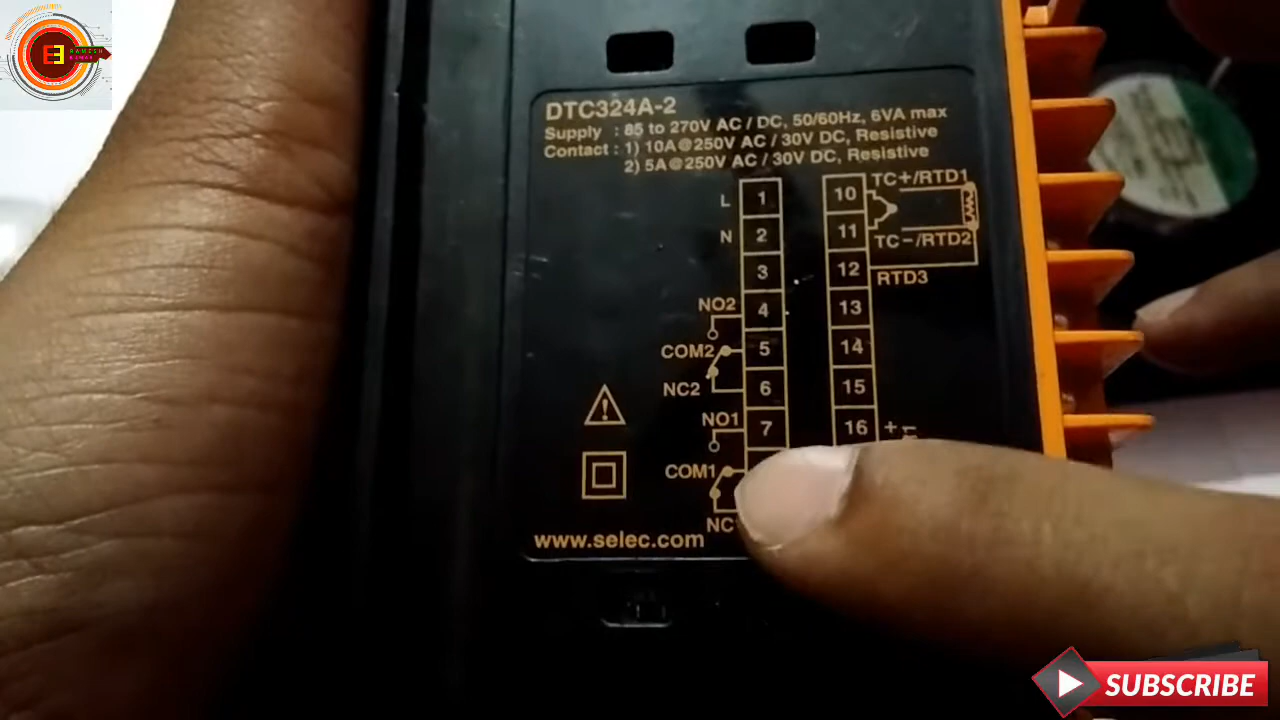 DTC324A-2
Supply : 85 to 270V AC / DC, 50/60Hz, 6VA max
Contact : 1) 10A@250V AC / 30V DC, Resistive
2) 5A@250V AC / 30V DC, Resistive
L 1 10 TC+/RTD1
N 2 11 TC-/RTD2
3 12 RTD3
NO2 4 13
COM2 5 14
NC2 6 15
NO1 7 16 +
COM1
NC
www.selec.com
SUBSCRIBE